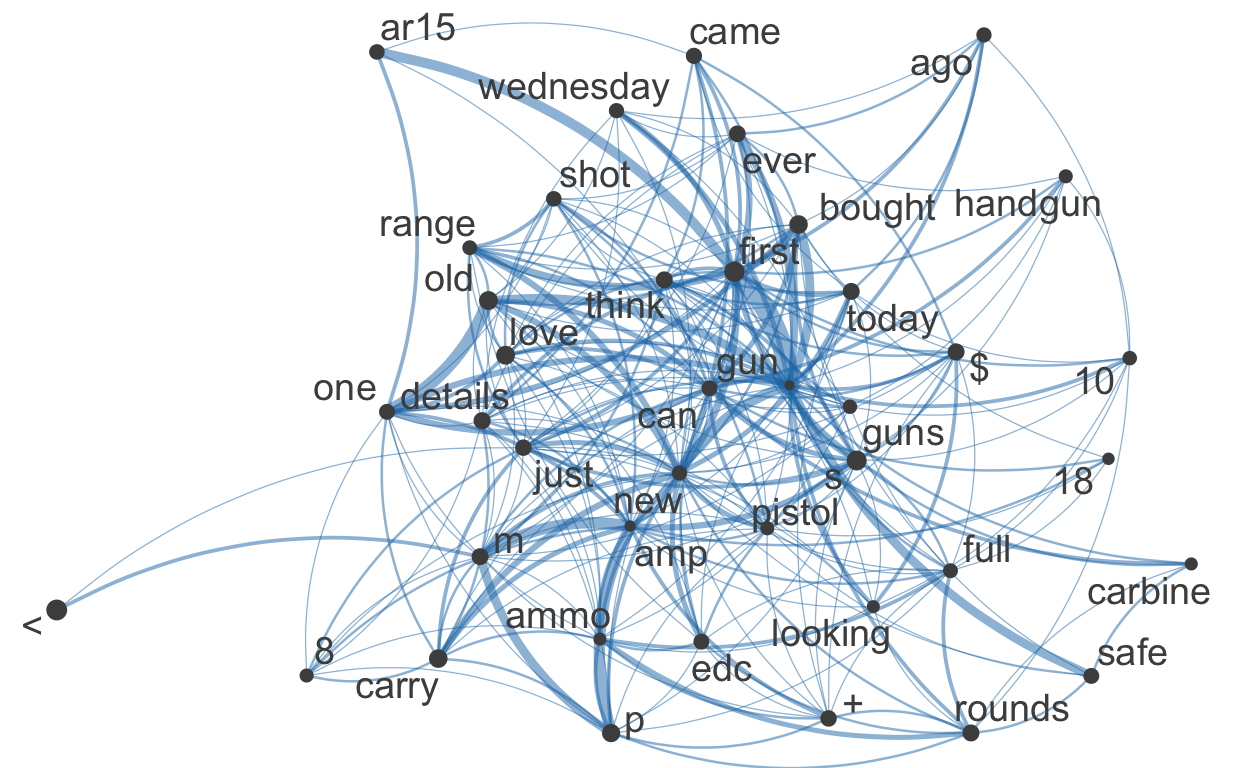 ar15
came
ago
wednesday
ever
shot
bought
handgun
range
first
old
think
today
love
gun
$
10
one
details
can
guns
just
s
18
new
pistol
m
amp
full
carbine
<
ammo
looking
8
edc
safe
carry
+
rounds
p